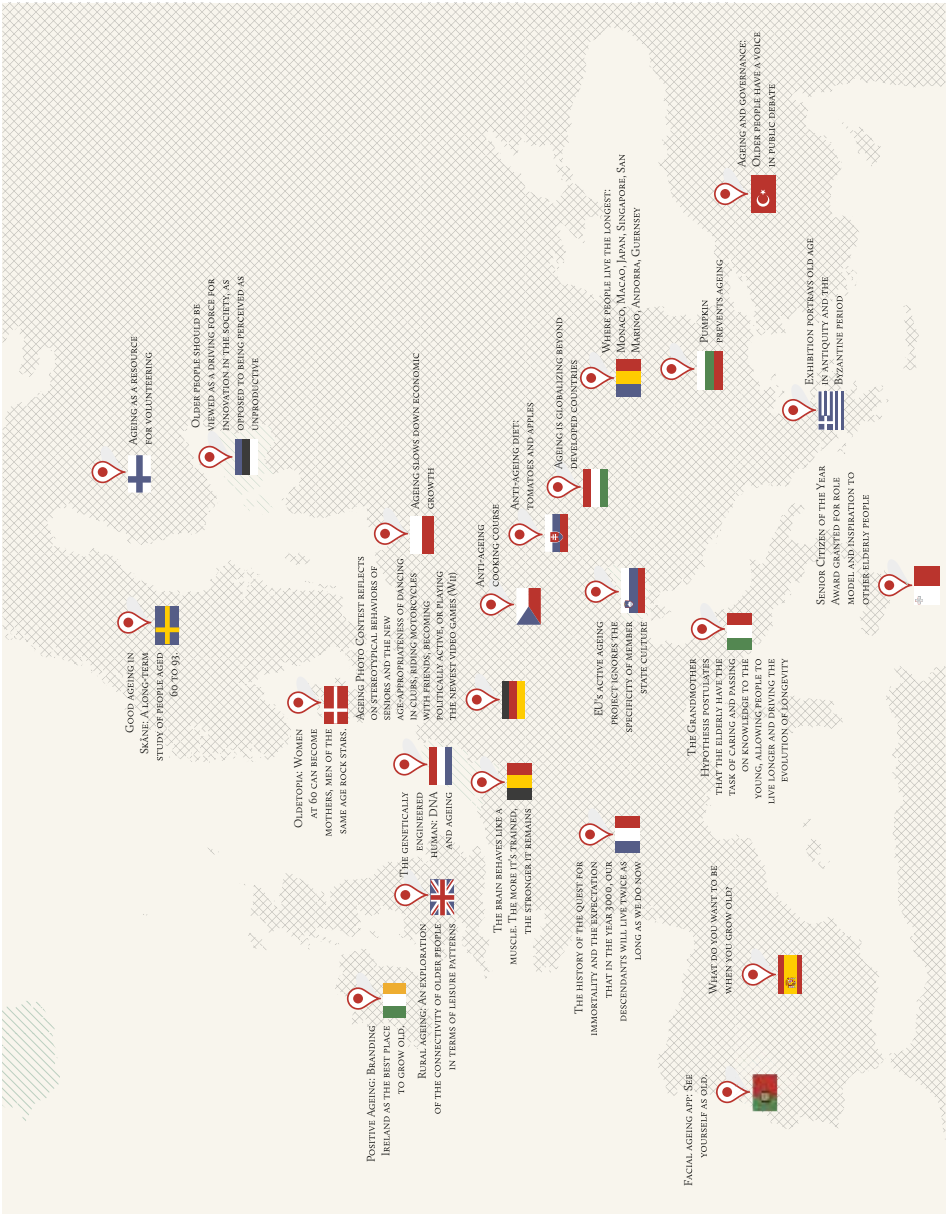 Ageing as a resource
for volunteering
Older people should be
viewed as a driving force for
innovation in the society, as
opposed to being perceived as
unproductive
Good ageing in
Skåne: A long-term
study of people aged
60 to 93.
Oldetopia: Women
at 60 can become
mothers, men of the
same age rock stars.
Ageing Photo Contest reflects
on stereotypical behaviors of
seniors and the new
age-appropriateness of dancing
in clubs, riding motorcycles
with friends, becoming
politically active, or playing
the newest video games (Wii)
Ageing slows down economic
growth
Positive Ageing: Branding
Ireland as the best place
to grow old.
Rural ageing: An exploration
of the connectivity of older people
in terms of leisure patterns
The genetically
engineered
human: DNA
and ageing
The brain behaves like a
muscle. The more it's trained,
the stronger it remains
Anti-ageing
cooking course
Anti-ageing diet:
tomatoes and apples
Ageing is globalizing beyond
developed countries
Where people live the longest:
Monaco, Macao, Japan, Singapore, San
Marino, Andorra, Guernsey
The history of the quest for
immortality and the expectation
that in the year 3000, our
descendants will live twice as
long as we do now
EU's active ageing
project ignores the
specificity of member
state culture
Pumpkin
prevents ageing
Ageing and governance:
Older people have a voice
in public debate
Facial ageing app: See
yourself as old.
What do you want to be
when you grow old?
The Grandmother
Hypothesis postulates
that the elderly have the
task of caring and passing
on knowledge to the
young, allowing people to
live longer and driving the
evolution of longevity
Exhibition portrays old age
in antiquity and the
Byzantine period
Senior Citizen of the Year
Award granted for role
model and inspiration to
other elderly people